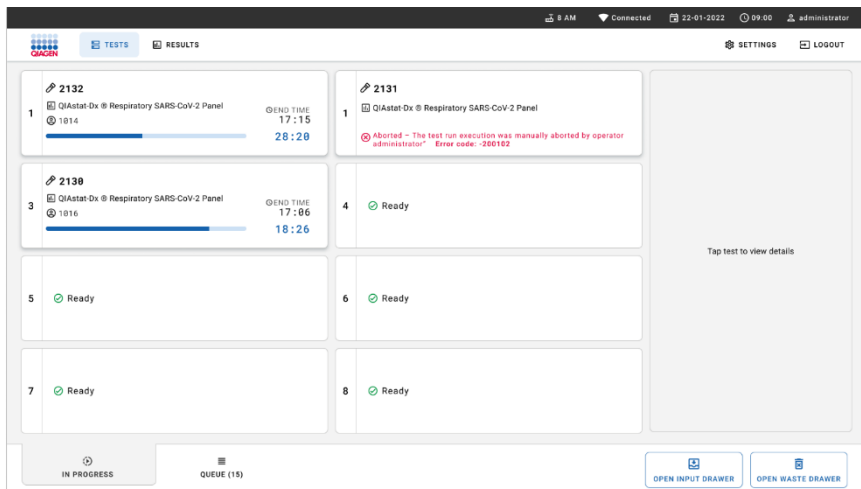 8 AM Connected 22-01-2022 09:00 administrator
QIAGEN
TESTS RESULTS SETTINGS LOGOUT
1
2132
QIAstat-Dx ® Respiratory SARS-CoV-2 Panel
1014
END TIME
17:15
28:20
1
2131
QIAstat-Dx ® Respiratory SARS-CoV-2 Panel
Aborted – The test run execution was manually aborted by operator
administrator" Error code: -200102
3
2130
QIAstat-Dx ® Respiratory SARS-CoV-2 Panel
1016
END TIME
17:06
18:26
4 Ready
Tap test to view details
5 Ready
6 Ready
7 Ready
8 Ready
IN PROGRESS
QUEUE (15)
OPEN INPUT DRAWER
OPEN WASTE DRAWER